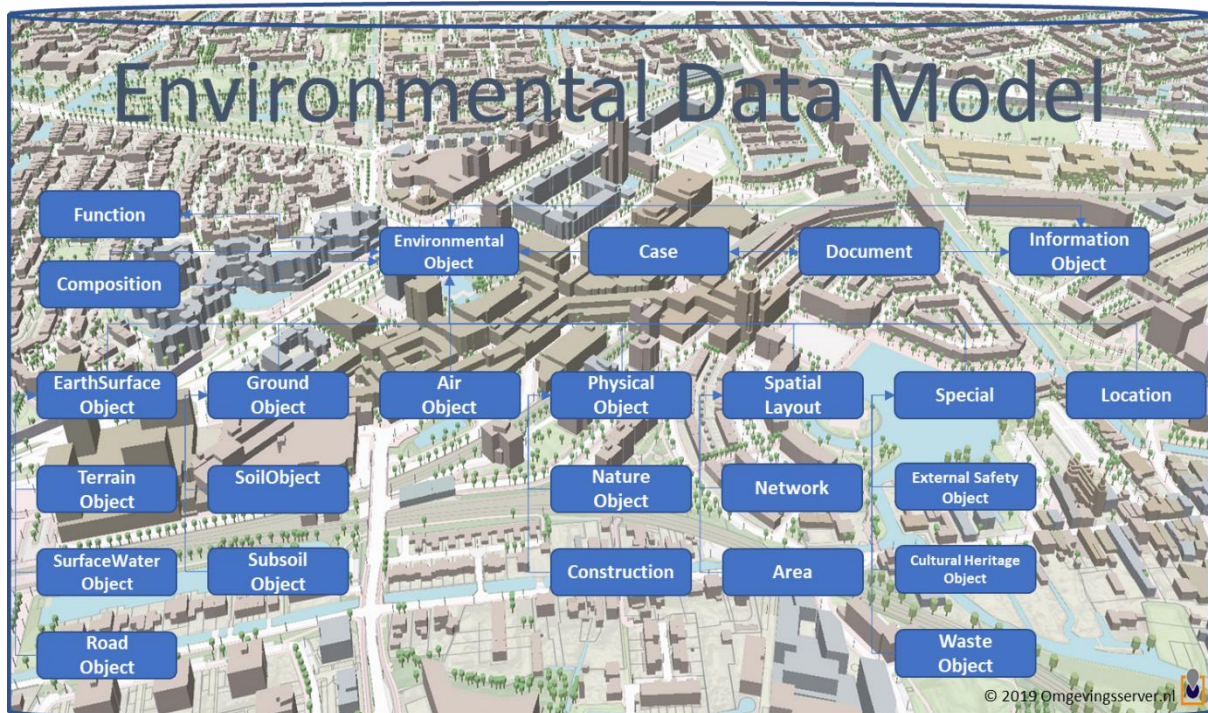 Environmental Data Model
Function
Environmental
Object
Case
Document
Information
Object
Composition
EarthSurface
Object
Ground
Object
Air
Object
Physical
Object
Spatial
Layout
Special
Location
Terrain
Object
SoilObject
Nature
Object
Network
External Safety
Object
SurfaceWater
Object
Subsoil
Object
Construction
Area
Cultural Heritage
Object
Road
Object
Waste
Object
© 2019 Omgevingsserver.nl